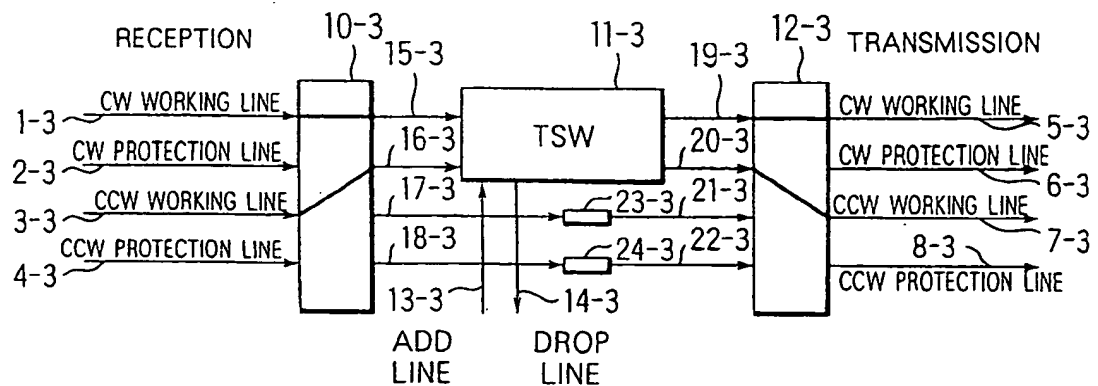 RECEPTION
10-3
15-3
11-3
19-3
12-3
TRANSMISSION
CW WORKING LINE
1-3
CW PROTECTION LINE
2-3
CCW WORKING LINE
3-3
CCW PROTECTION LINE
4-3
16-3
17-3
18-3
TSW
20-3
23-3
21-3
24-3
22-3
13-3
14-3
ADD
LINE
DROP
LINE
CW WORKING LINE
5-3
CW PROTECTION LINE
6-3
CCW WORKING LINE
7-3
8-3
CCW PROTECTION LINE